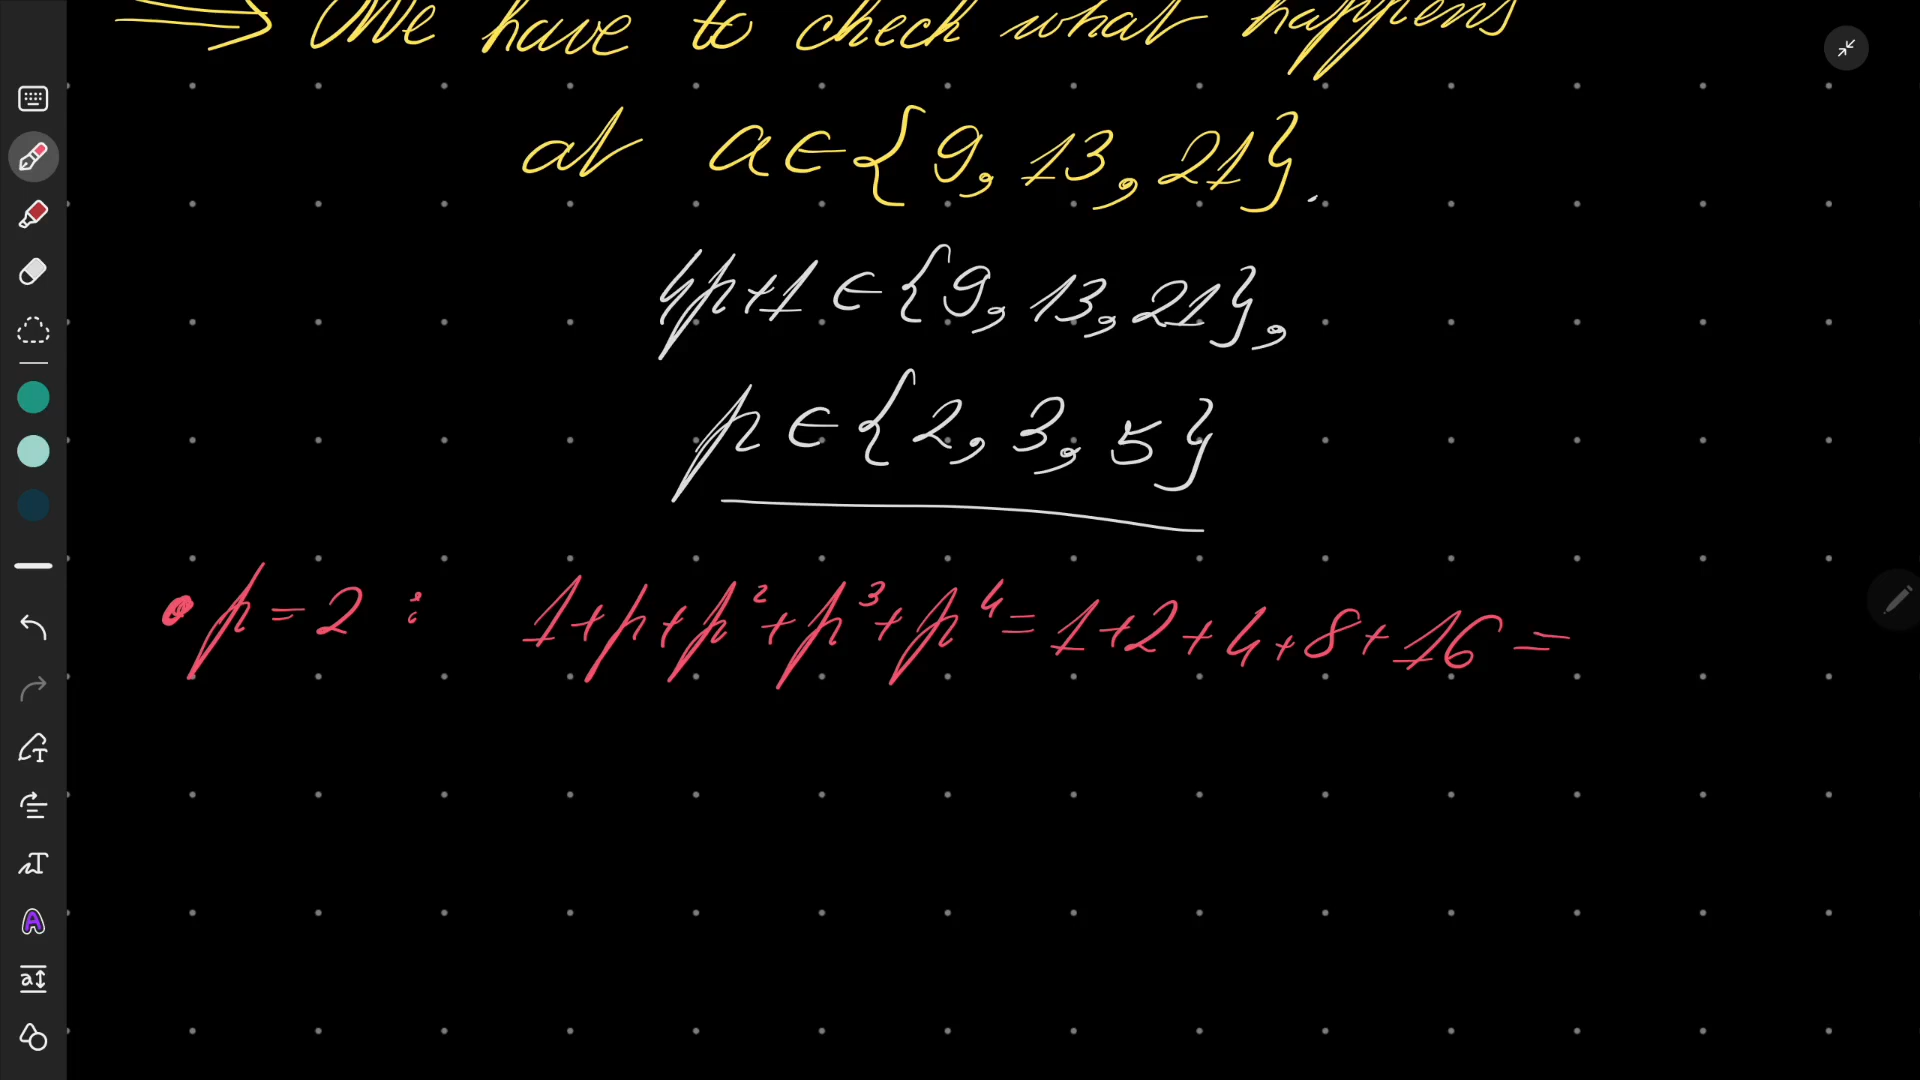 ⇒ We have to check what happens
at a∈{9, 13, 21}.
4p+1 ∈ {9, 13, 21},
p ∈ {2, 3, 5}
• p = 2 : 1+p+p²+p³+p⁴ = 1+2+4+8+16 =